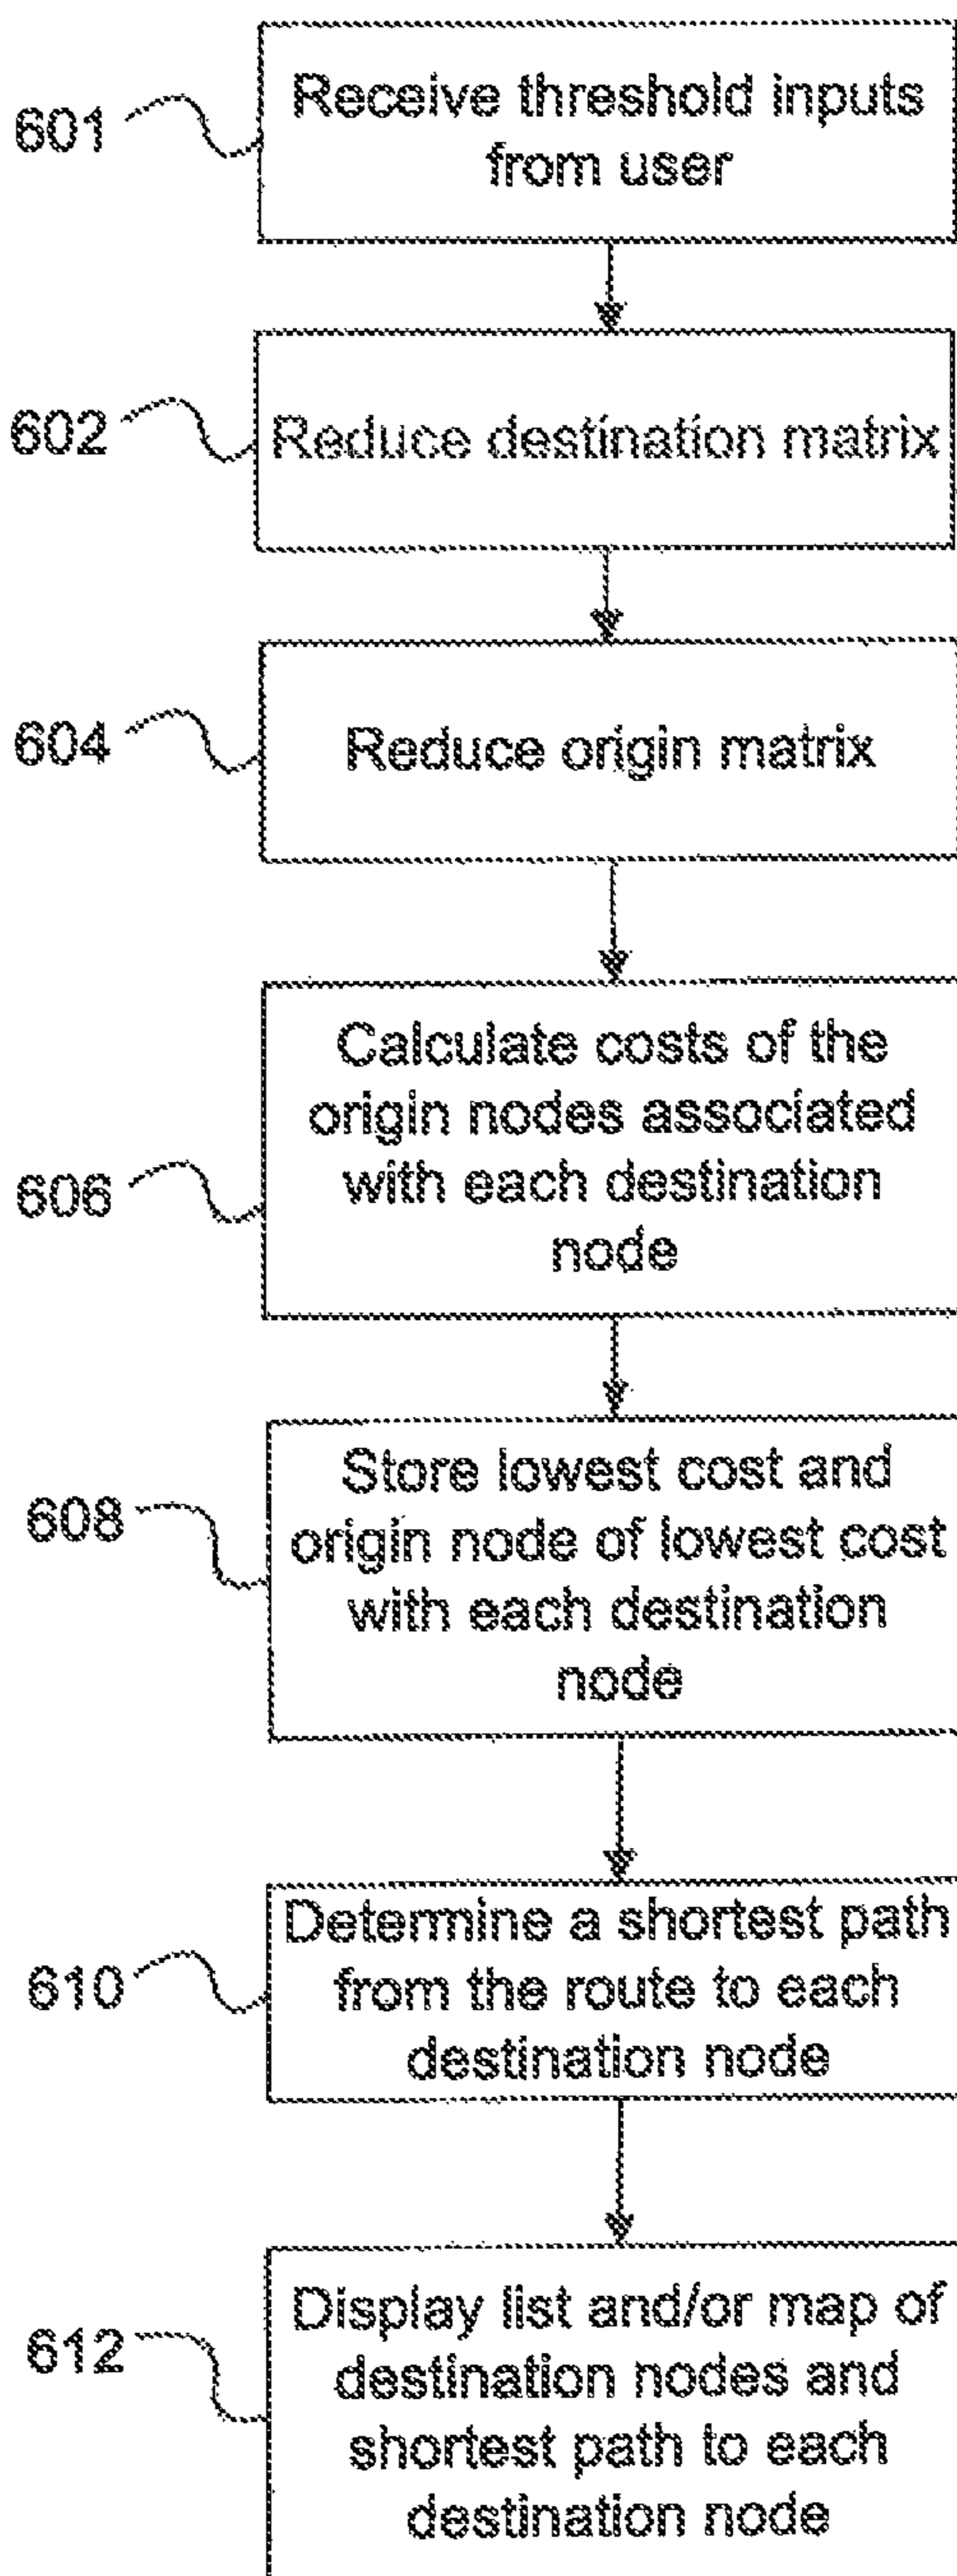 601
Receive threshold inputs
from user
602
Reduce destination matrix
604
Reduce origin matrix
606
Calculate costs of the
origin nodes associated
with each destination
node
608
Store lowest cost and
origin node of lowest cost
with each destination
node
610
Determine a shortest path
from the route to each
destination node
612
Display list and/or map of
destination nodes and
shortest path to each
destination node